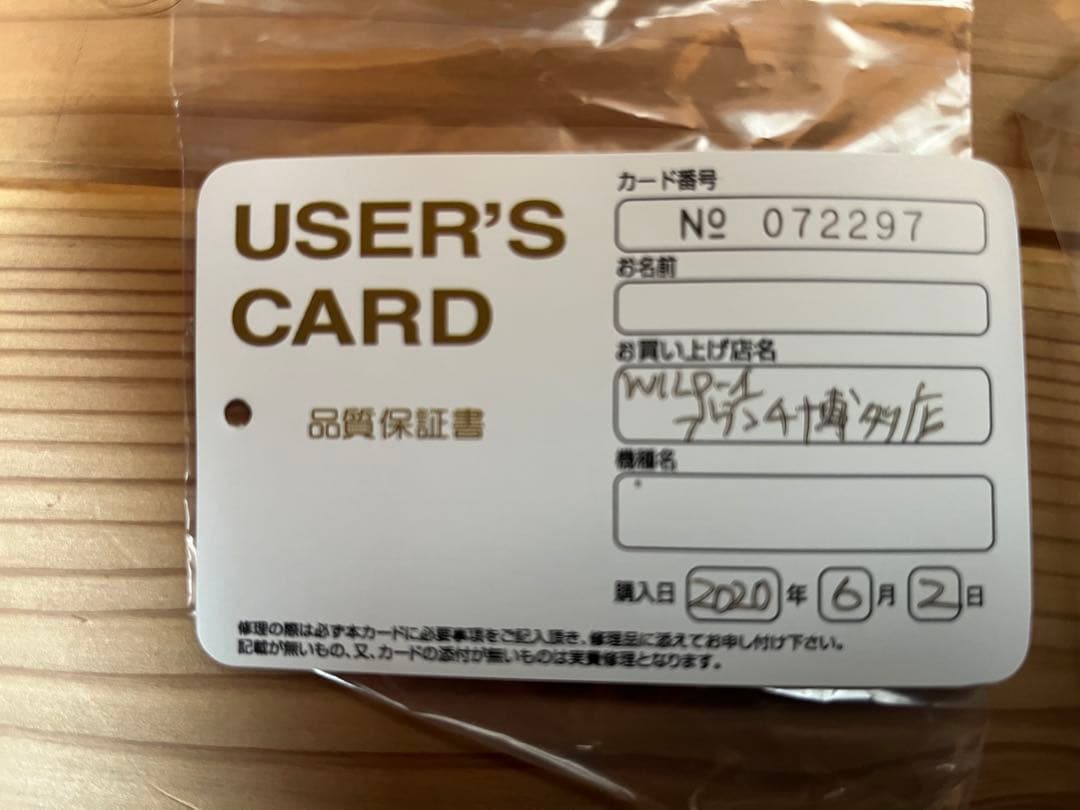 USER'S
CARD
品質保証書
カード番号
Nº 072297
お名前
お買い上げ店名
WILD-1
ブランチ博多店
機種名
購入日 2020 年 6 月 2 日
修理の際は必ず本カードに必要事項をご記入頂き、修理品に添えてお申し付け下さい。
記載が無いもの、又、カードの添付が無いものは実費修理となります。